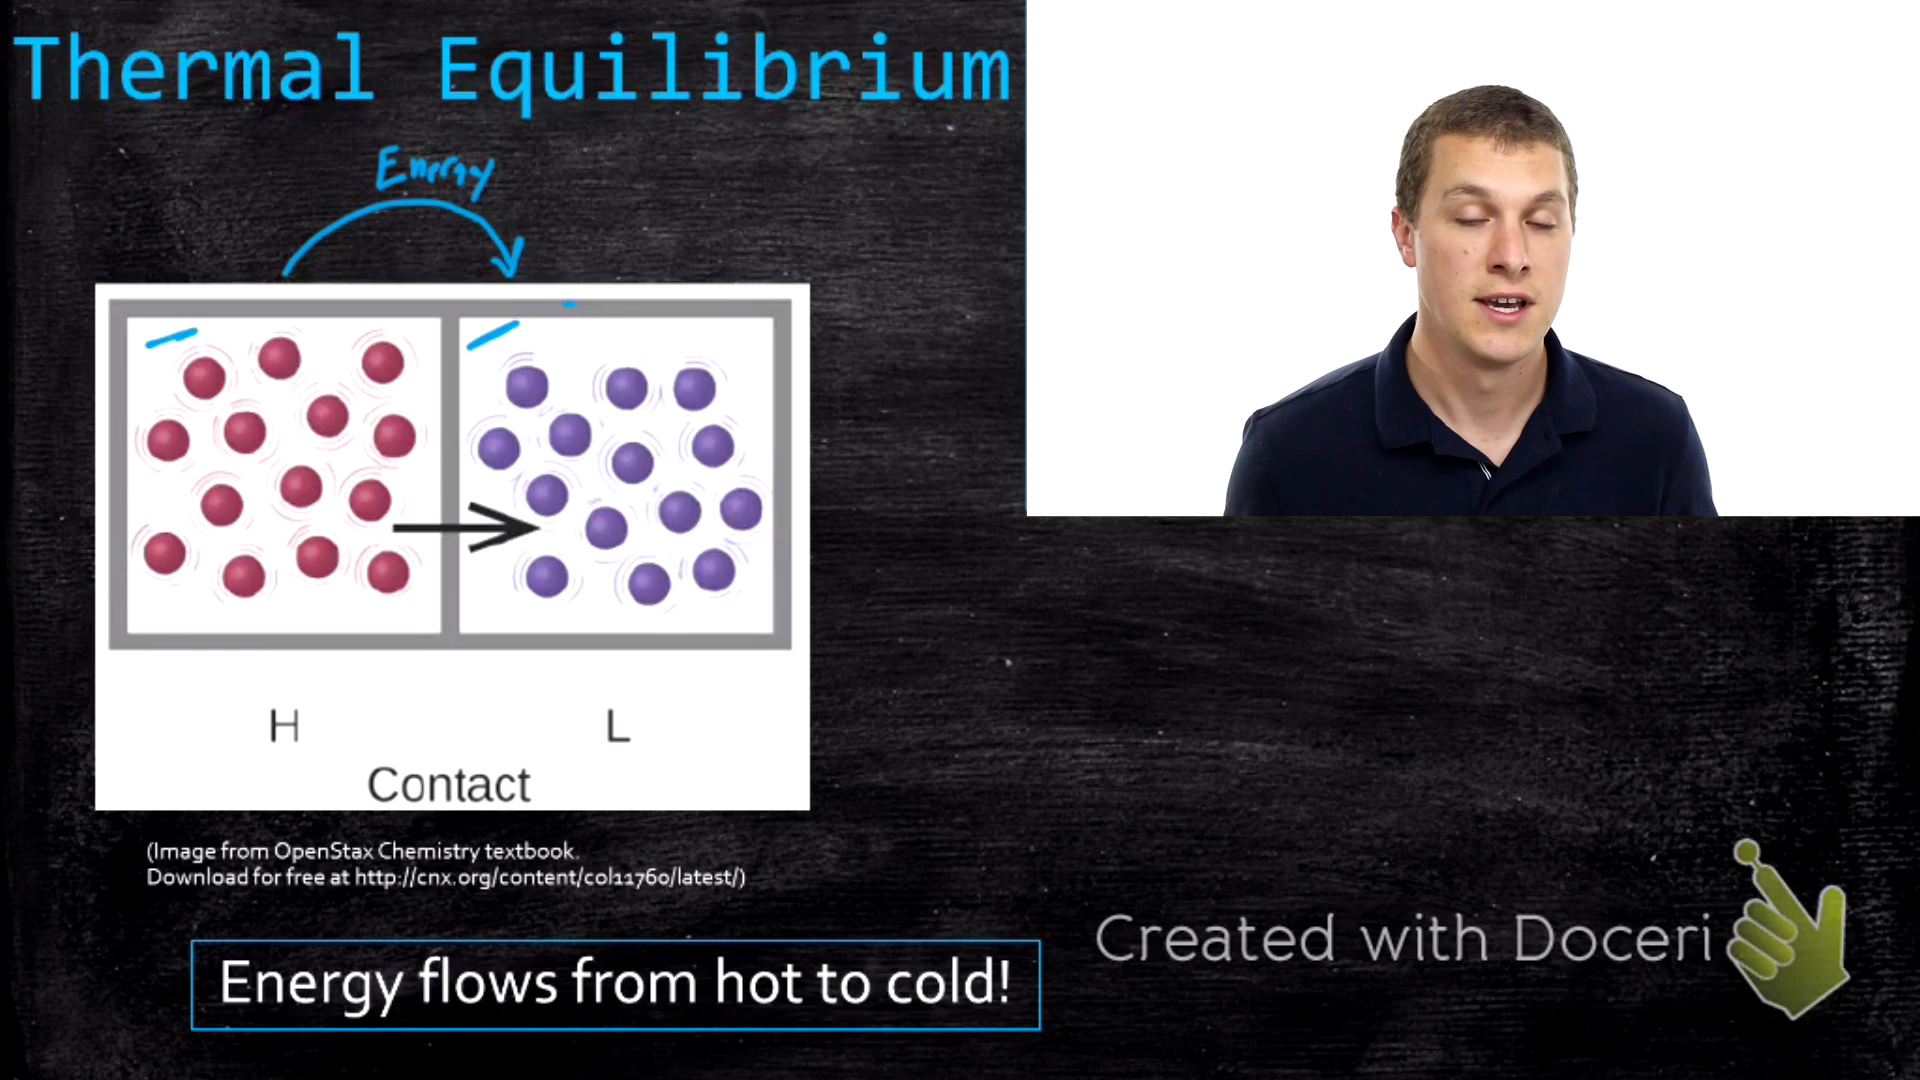 Thermal Equilibrium
Energy
H
L
Contact
(Image from OpenStax Chemistry textbook.
Download for free at http://cnx.org/content/col11760/latest/)
Energy flows from hot to cold!
Created with Doceri